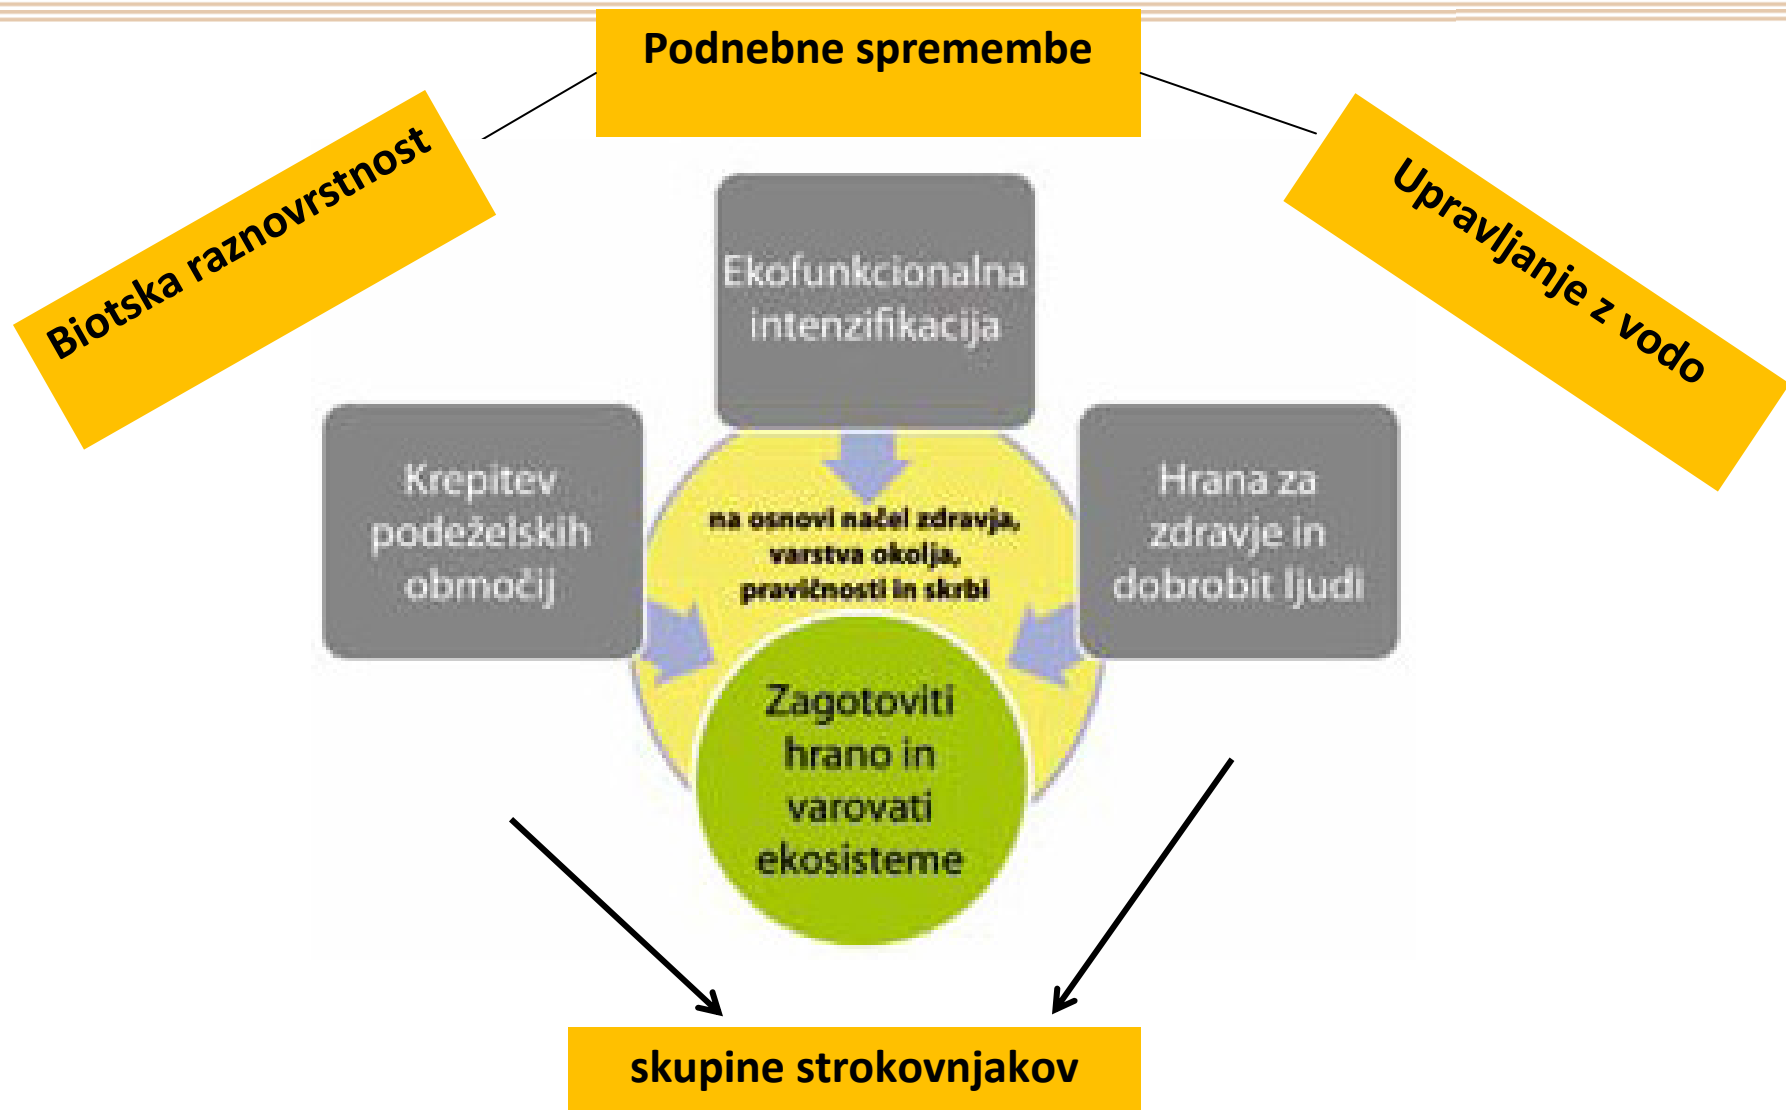 Podnebne spremembe
Biotska raznovrstnost
Upravljanje z vodo
Ekofunkcionalna
intenzifikacija
Krepitev
podeželskih
obrnočij
Hrana za
zdravje in
dobrobit ljudi
na osnovi načel zdravja,
varstva okolja,
pravičnosti in skrbi
Zagotoviti
hrano in
varovati
ekosisteme
skupine strokovnjakov